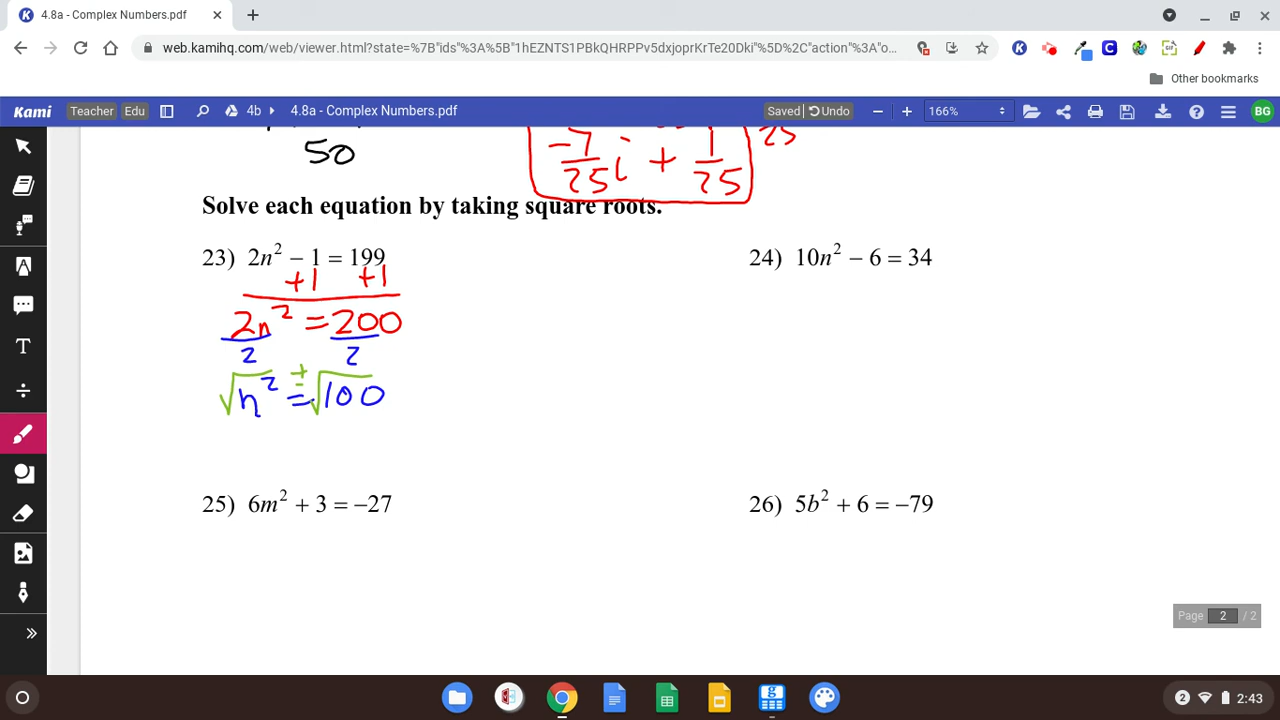 4.8a - Complex Numbers.pdf
web.kamihq.com/web/viewer.html?state=%7B"ids"%3A%5B"1hEZNTS1PBkQHRPPv5dxjoprKrTe20Dki"%5D%2C"action"%3A"o...
Other bookmarks
Kami Teacher Edu 4b 4.8a - Complex Numbers.pdf Saved Undo 166% BG
50
-7/25 i + 1/25
25
Solve each equation by taking square roots.
23) 2n² − 1 = 199
24) 10n² − 6 = 34
+1 +1
2n² = 200
2 2
√n² = ±√100
25) 6m² + 3 = −27
26) 5b² + 6 = −79
Page 2 / 2
2 2:43